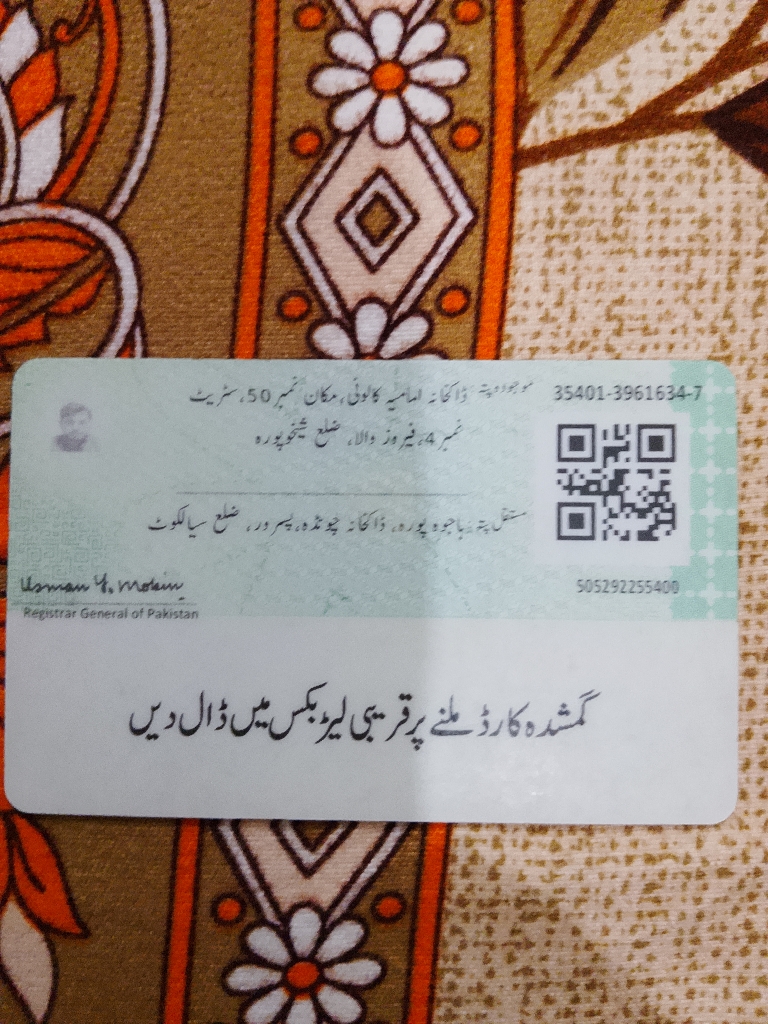 35401-3961634-7
موجودہ پتہ: ڈاکخانہ امامیہ کالونی، مکان نمبر 50، سٹریٹ
نمبر 4، فیروز والا، ضلع شیخوپورہ
مستقل پتہ: باجوہ پورہ، ڈاکخانہ چونڈہ، پسرور، ضلع سیالکوٹ
505292255400
Usman Y. Mobin
Registrar General of Pakistan
گمشدہ کارڈ ملنے پر قریبی لیٹر بکس میں ڈال دیں